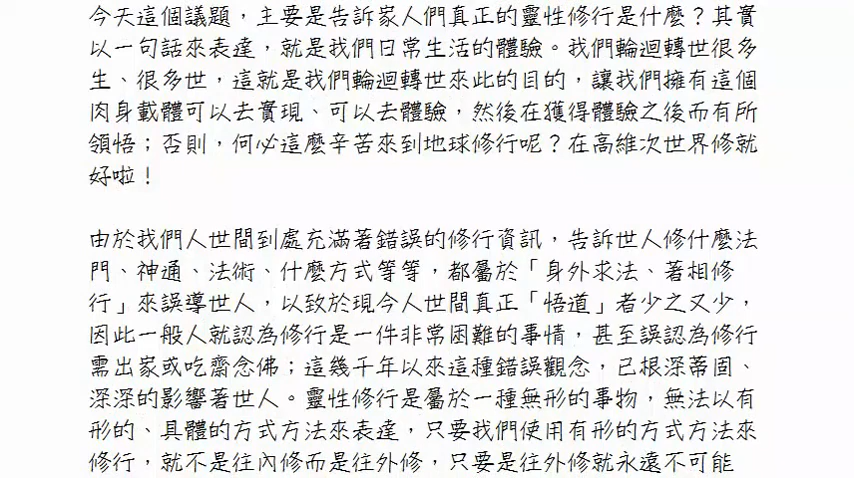 今天這個議題，主要是告訴家人們真正的靈性修行是什麼？其實
以一句話來表達，就是我們日常生活的體驗。我們輪迴轉世很多
生、很多世，這就是我們輪迴轉世來此的目的，讓我們擁有這個
肉身載體可以去實現、可以去體驗，然後在獲得體驗之後而有所
領悟；否則，何必這麼辛苦來到地球修行呢？在高維次世界修就
好啦！
由於我們人世間到處充滿著錯誤的修行資訊，告訴世人修什麼法
門、神通、法術、什麼方式等等，都屬於「身外求法、著相修
行」來誤導世人，以致於現今人世間真正「悟道」者少之又少，
因此一般人就認為修行是一件非常困難的事情，甚至誤認為修行
需出家或吃齋念佛；這幾千年以來這種錯誤觀念，已根深蒂固、
深深的影響著世人。靈性修行是屬於一種無形的事物，無法以有
形的、具體的方式方法來表達，只要我們使用有形的方式方法來
修行，就不是往內修而是往外修，只要是往外修就永遠不可能